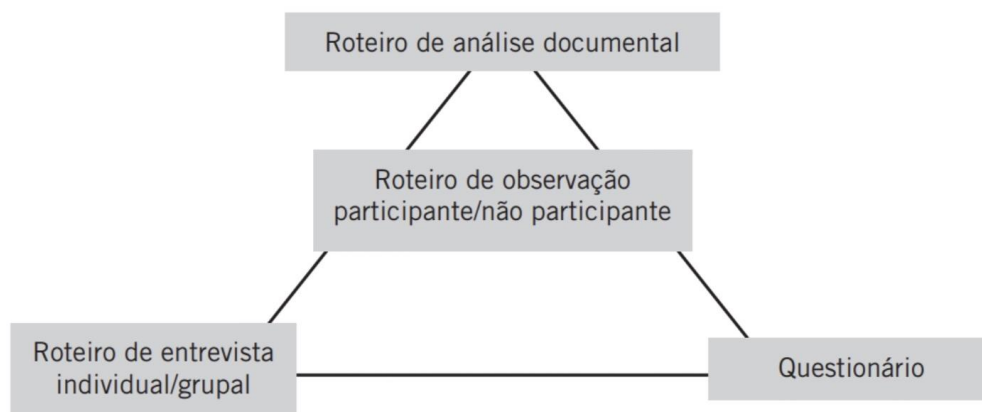 Roteiro de análise documental
Roteiro de observação
participante/não participante
Roteiro de entrevista
individual/grupal
Questionário